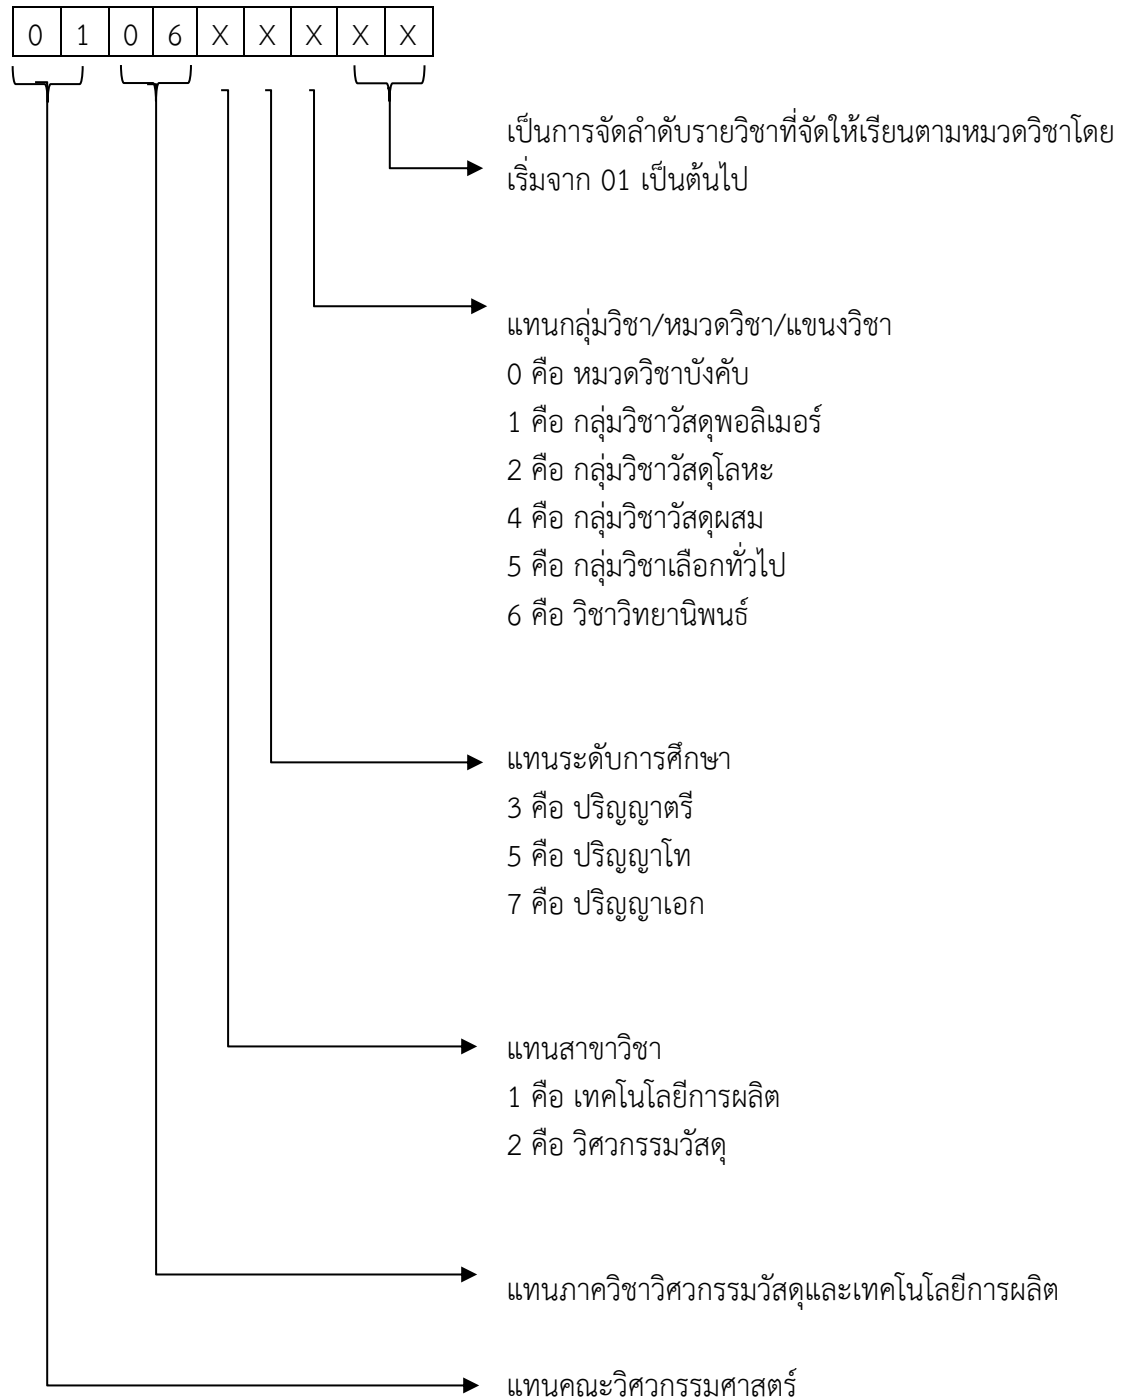 0 1 0 6 X X X X X
เป็นการจัดลำดับรายวิชาที่จัดให้เรียนตามหมวดวิชาโดย
เริ่มจาก 01 เป็นต้นไป
แทนกลุ่มวิชา/หมวดวิชา/แขนงวิชา
0 คือ หมวดวิชาบังคับ
1 คือ กลุ่มวิชาวัสดุพอลิเมอร์
2 คือ กลุ่มวิชาวัสดุโลหะ
4 คือ กลุ่มวิชาวัสดุผสม
5 คือ กลุ่มวิชาเลือกทั่วไป
6 คือ วิชาวิทยานิพนธ์
แทนระดับการศึกษา
3 คือ ปริญญาตรี
5 คือ ปริญญาโท
7 คือ ปริญญาเอก
แทนสาขาวิชา
1 คือ เทคโนโลยีการผลิต
2 คือ วิศวกรรมวัสดุ
แทนภาควิชาวิศวกรรมวัสดุและเทคโนโลยีการผลิต
แทนคณะวิศวกรรมศาสตร์